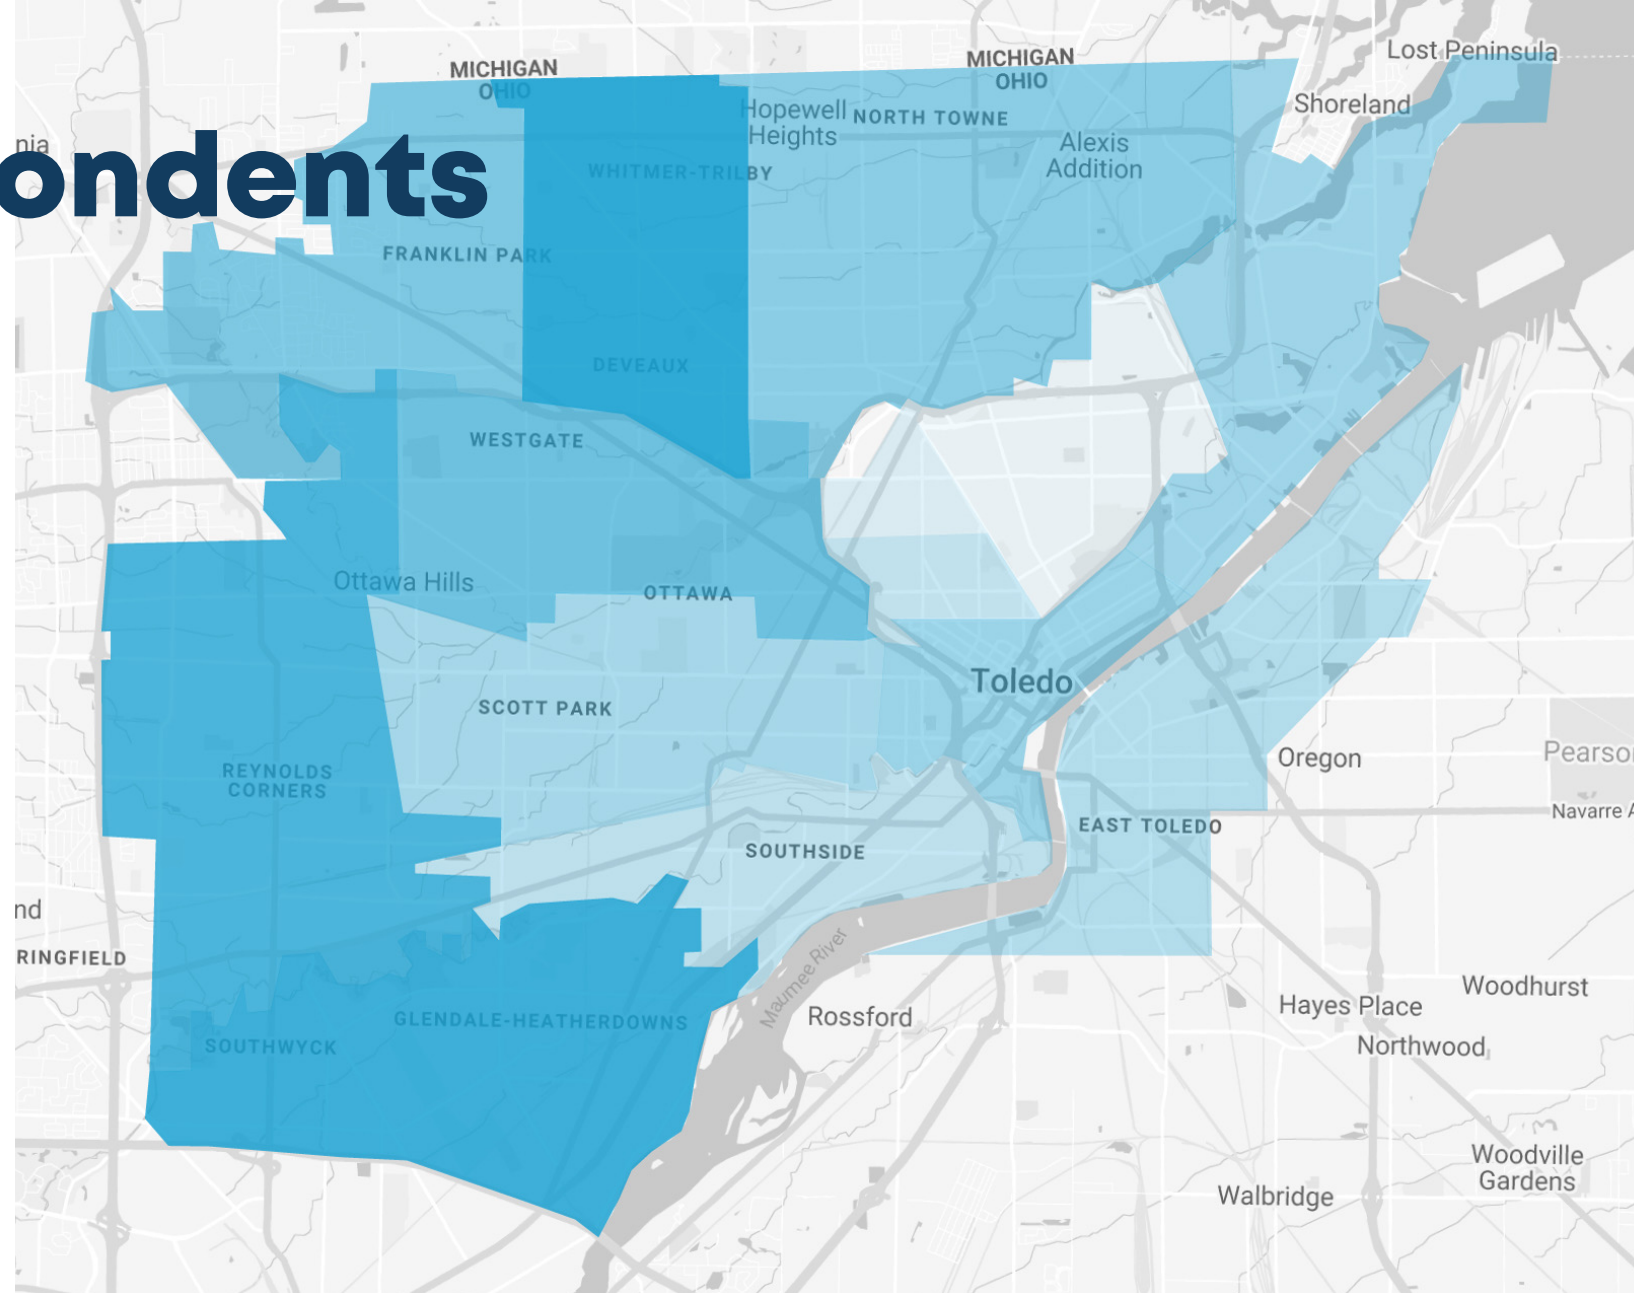 Lost Peninsula
MICHIGAN
OHIO
MICHIGAN
OHIO
Shoreland
Hopewell
Heights
NORTH TOWNE
nia
Alexis
Addition
ondents
WHITMER-TRILBY
FRANKLIN PARK
DEVEAUX
WESTGATE
Ottawa Hills
OTTAWA
Toledo
SCOTT PARK
Oregon
Pearso
REYNOLDS
CORNERS
Navarre A
EAST TOLEDO
SOUTHSIDE
nd
RINGFIELD
Maumee River
Woodhurst
Hayes Place
Rossford
GLENDALE-HEATHERDOWNS
SOUTHWYCK
Northwood
Woodville
Gardens
Walbridge